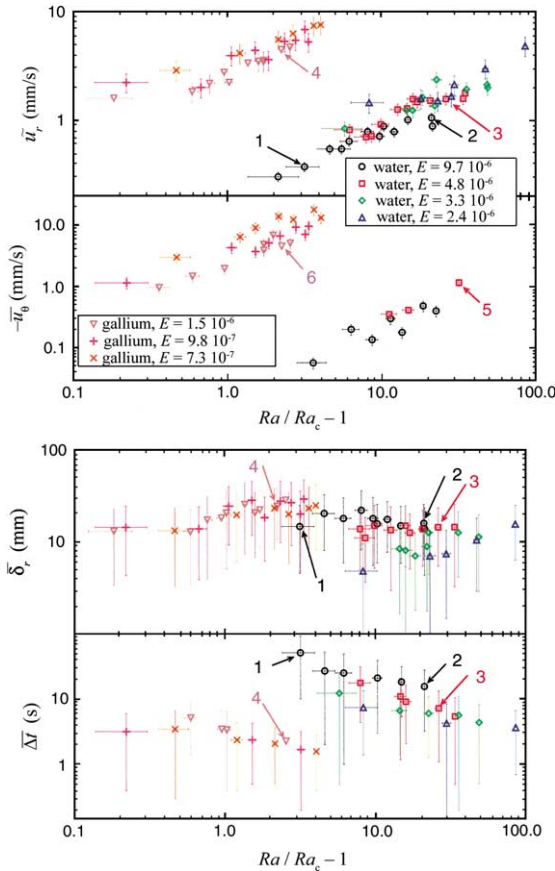 10
1
ũr (mm/s)
4
1
2
3
water, E = 9.7 10-6
water, E = 4.8 10-6
water, E = 3.3 10-6
water, E = 2.4 10-6
10.0
1.0
0.1
−ūθ (mm/s)
6
5
gallium, E = 1.5 10-6
gallium, E = 9.8 10-7
gallium, E = 7.3 10-7
0.1 1.0 10.0 100.0
Ra / Rac – 1
100
10
δr (mm)
4
2
3
1
10
1
Δt (s)
1
2
4
3
0.1 1.0 10.0 100.0
Ra / Rac – 1